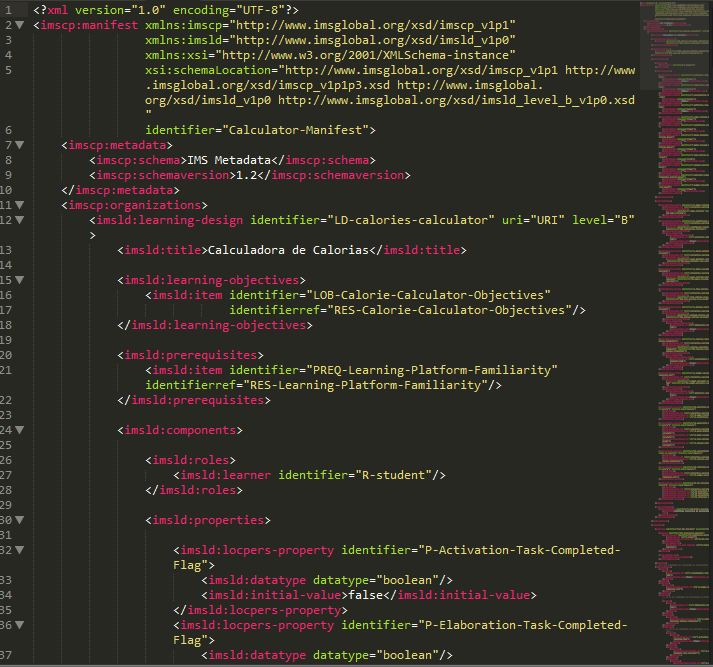 1 <?xml version="1.0" encoding="UTF-8"?>
2 <imscp:manifest xmlns:imscp="http://www.imsglobal.org/xsd/imscp_v1p1"
3 xmlns:imsld="http://www.imsglobal.org/xsd/imsld_v1p0"
4 xmlns:xsi="http://www.w3.org/2001/XMLSchema-instance"
5 xsi:schemaLocation="http://www.imsglobal.org/xsd/imscp_v1p1 http://www
.imsglobal.org/xsd/imscp_v1p1p3.xsd http://www.imsglobal.
org/xsd/imsld_v1p0 http://www.imsglobal.org/xsd/imsld_level_b_v1p0.xsd
"
6 identifier="Calculator-Manifest">
7 <imscp:metadata>
8 <imscp:schema>IMS Metadata</imscp:schema>
9 <imscp:schemaversion>1.2</imscp:schemaversion>
10 </imscp:metadata>
11 <imscp:organizations>
12 <imsld:learning-design identifier="LD-calories-calculator" uri="URI" level="B"
>
13 <imsld:title>Calculadora de Calorias</imsld:title>
14
15 <imsld:learning-objectives>
16 <imsld:item identifier="LOB-Calorie-Calculator-Objectives"
17 identifierref="RES-Calorie-Calculator-Objectives"/>
18 </imsld:learning-objectives>
19
20 <imsld:prerequisites>
21 <imsld:item identifier="PREQ-Learning-Platform-Familiarity"
identifierref="RES-Learning-Platform-Familiarity"/>
22 </imsld:prerequisites>
23
24 <imsld:components>
25
26 <imsld:roles>
27 <imsld:learner identifier="R-student"/>
28 </imsld:roles>
29
30 <imsld:properties>
31
32 <imsld:locpers-property identifier="P-Activation-Task-Completed-
Flag">
33 <imsld:datatype datatype="boolean"/>
34 <imsld:initial-value>false</imsld:initial-value>
35 </imsld:locpers-property>
36 <imsld:locpers-property identifier="P-Elaboration-Task-Completed-
Flag">
37 <imsld:datatype datatype="boolean"/>